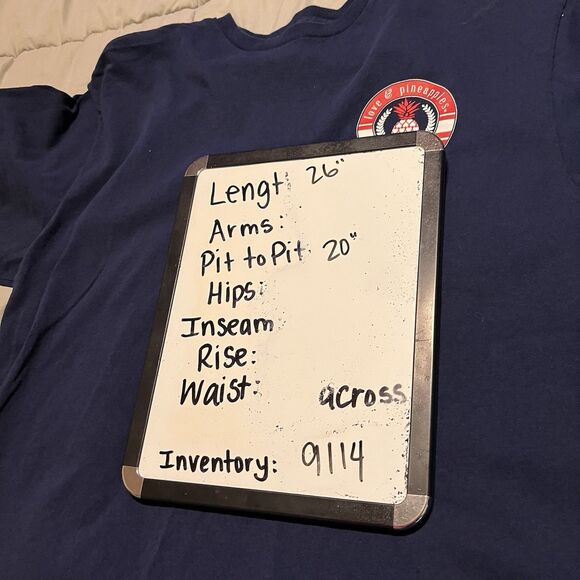 love & pineapples.
Lengt: 26"
Arms:
Pit to Pit: 20"
Hips:
Inseam
Rise:
Waist: across
Inventory: 9114